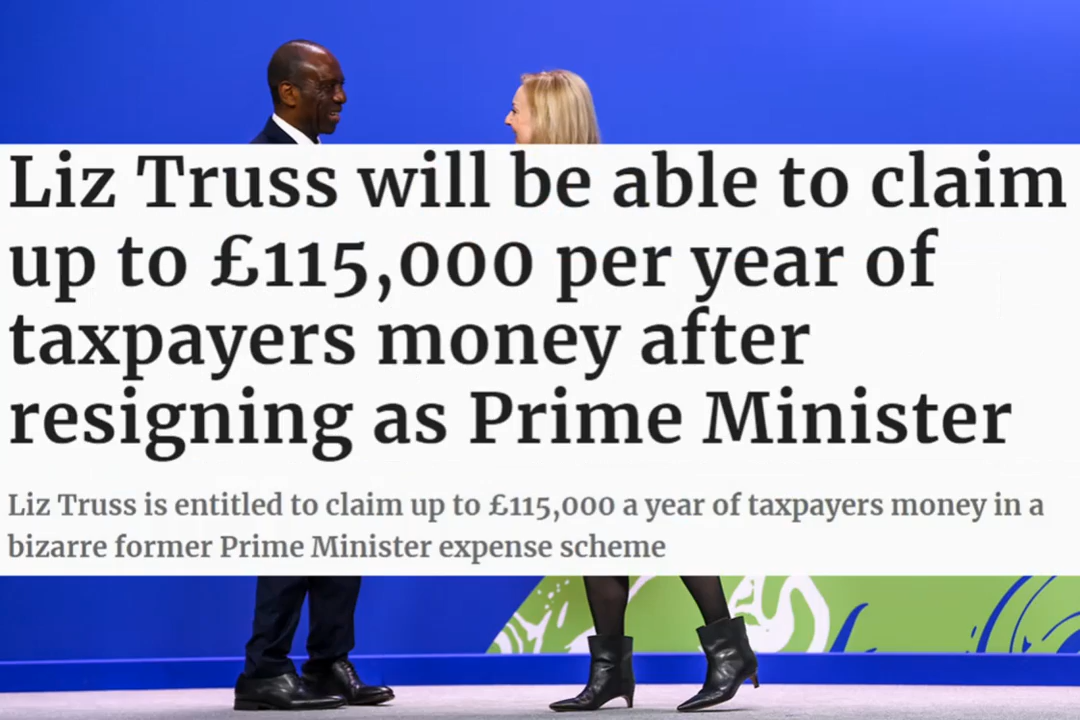 Liz Truss will be able to claim
up to £115,000 per year of
taxpayers money after
resigning as Prime Minister
Liz Truss is entitled to claim up to £115,000 a year of taxpayers money in a
bizarre former Prime Minister expense scheme